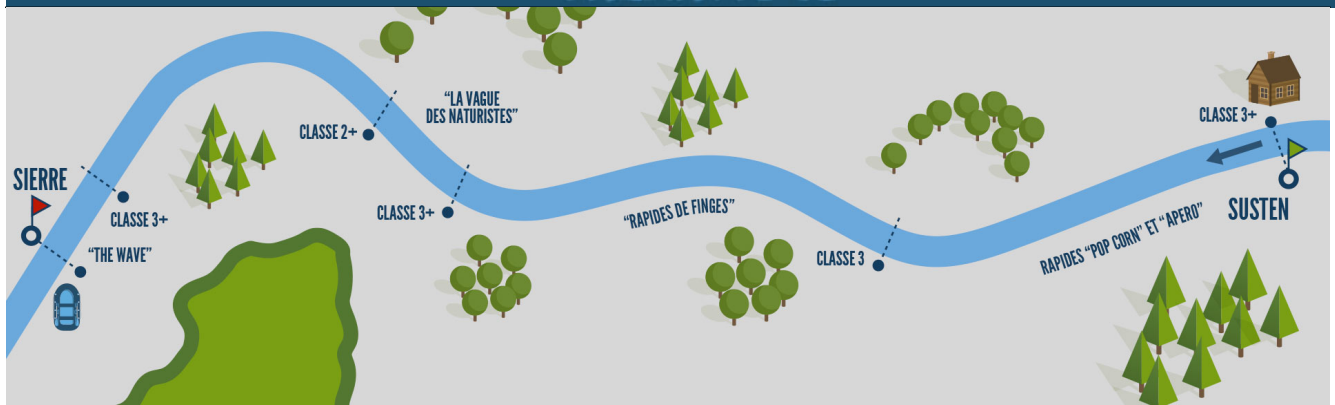 "LA VAGUE
DES NATURISTES"
CLASSE 2+
CLASSE 3+
SIERRE
CLASSE 3+
CLASSE 3+
"RAPIDES DE FINGES"
SUSTEN
"THE WAVE"
CLASSE 3
RAPIDES "POP CORN" ET "APERO"